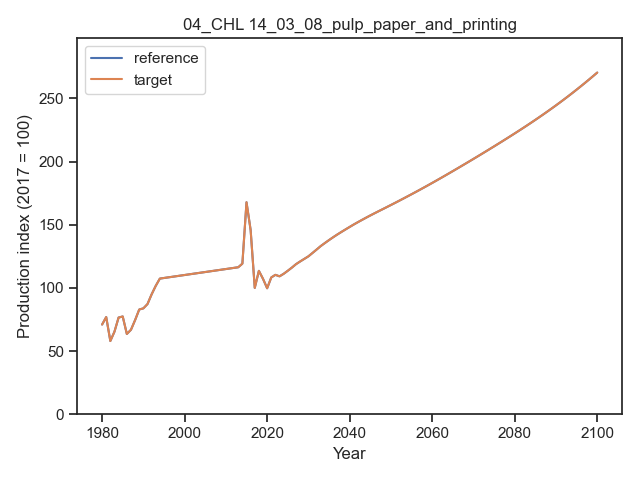 04_CHL 14_03_08_pulp_paper_and_printing
reference
target
Production index (2017 = 100)
250
200
150
100
50
0
1980
2000
2020
2040
2060
2080
2100
Year